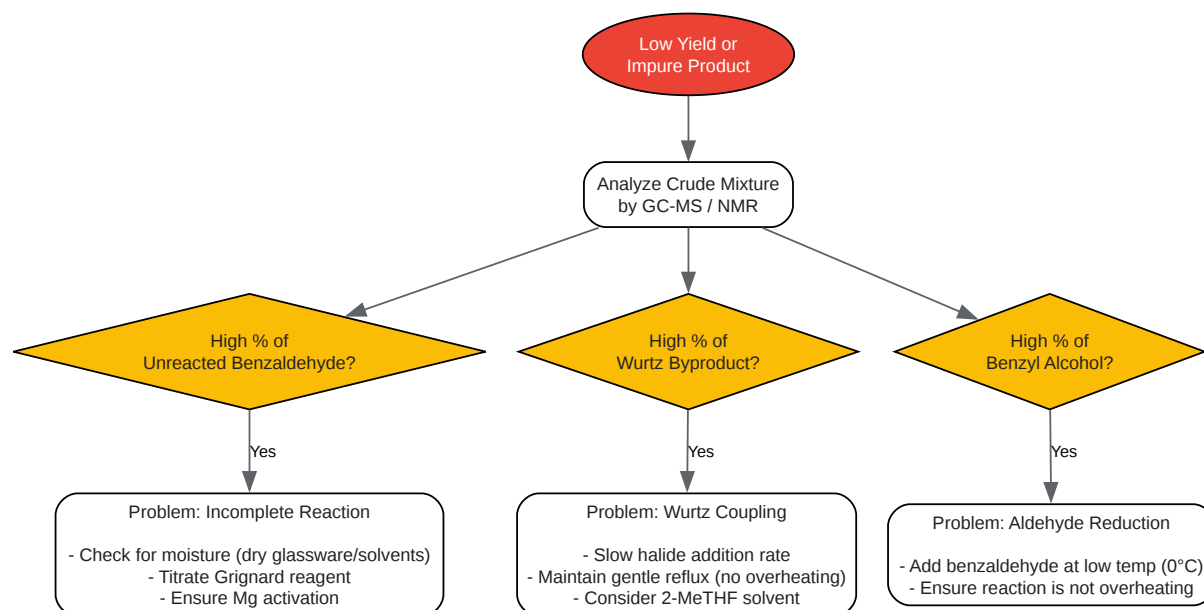 Low Yield or
Impure Product
Analyze Crude Mixture
by GC-MS / NMR
High % of
Unreacted Benzaldehyde?
High % of
Wurtz Byproduct?
High % of
Benzyl Alcohol?
Yes
Yes
Yes
Problem: Incomplete Reaction
- Check for moisture (dry glassware/solvents)
- Titrate Grignard reagent
- Ensure Mg activation
Problem: Wurtz Coupling
- Slow halide addition rate
- Maintain gentle reflux (no overheating)
- Consider 2-MeTHF solvent
Problem: Aldehyde Reduction
- Add benzaldehyde at low temp (0°C)
- Ensure reaction is not overheating